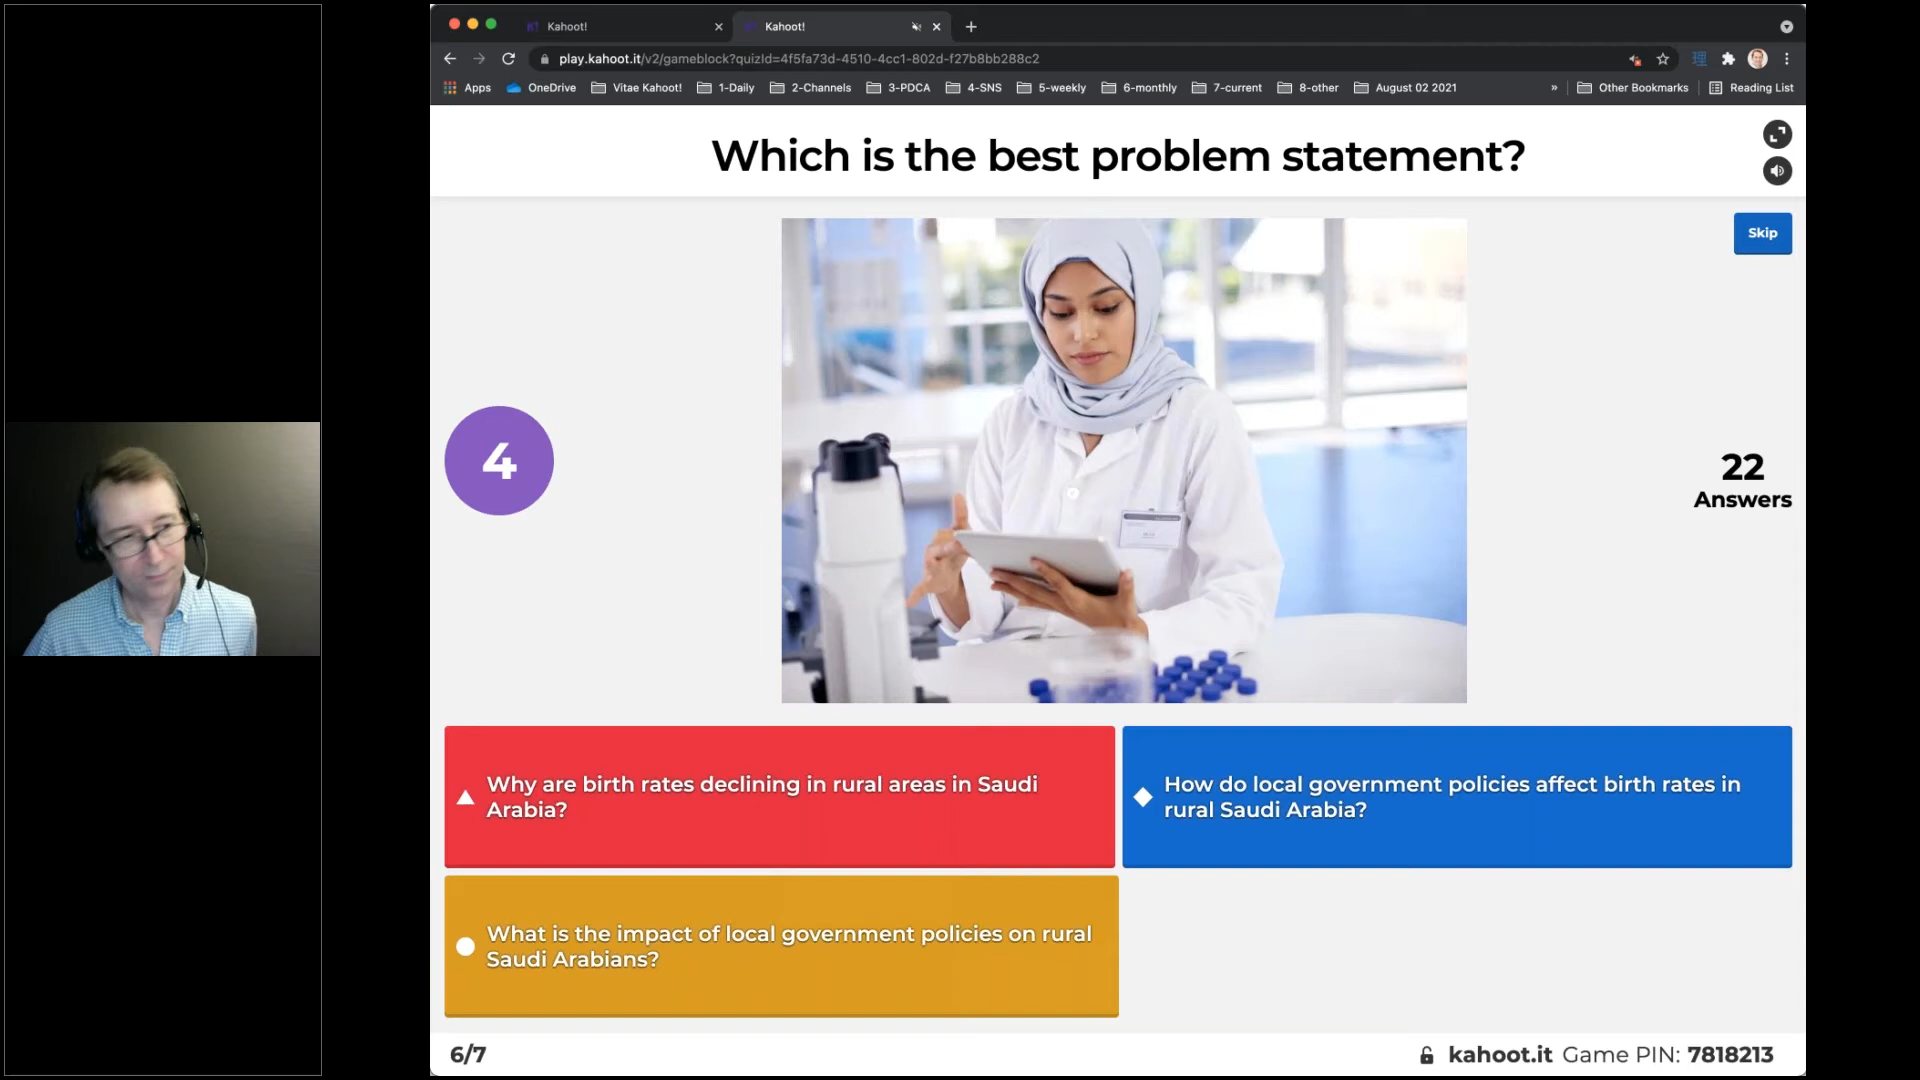 Kahoot!
Kahoot!
play.kahoot.it/v2/gameblock?quizId=4f5fa73d-4510-4cc1-802d-f27b8bb288c2
Apps OneDrive Vitae Kahoot! 1-Daily 2-Channels 3-PDCA 4-SNS 5-weekly 6-monthly 7-current 8-other August 02 2021 » Other Bookmarks Reading List
Which is the best problem statement?
Skip
4
22
Answers
Why are birth rates declining in rural areas in Saudi
Arabia?
How do local government policies affect birth rates in
rural Saudi Arabia?
What is the impact of local government policies on rural
Saudi Arabians?
6/7
kahoot.it Game PIN: 7818213